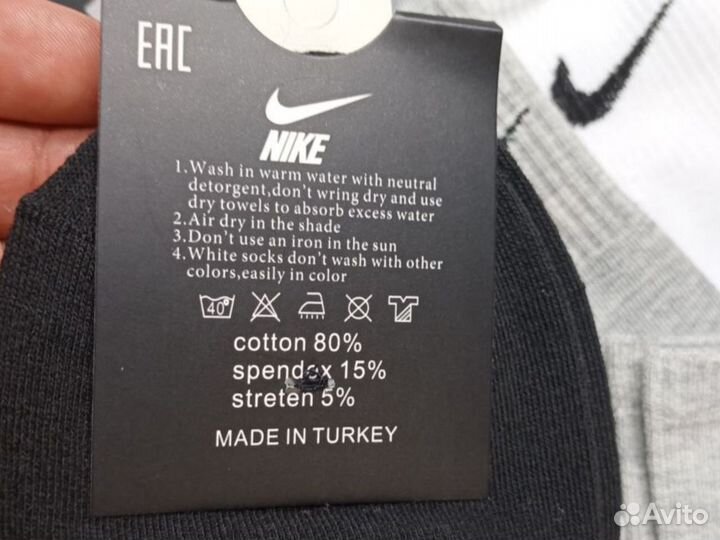 EAC
NIKE
1.Wash in warm water with neutral
detorgent,don't wring dry and use
dry towels to absorb excess water
2.Air dry in the shade
3.Don't use an iron in the sun
4.White socks don't wash with other
colors,easily in color
40°
cotton 80%
spendex 15%
streten 5%
MADE IN TURKEY
Avito